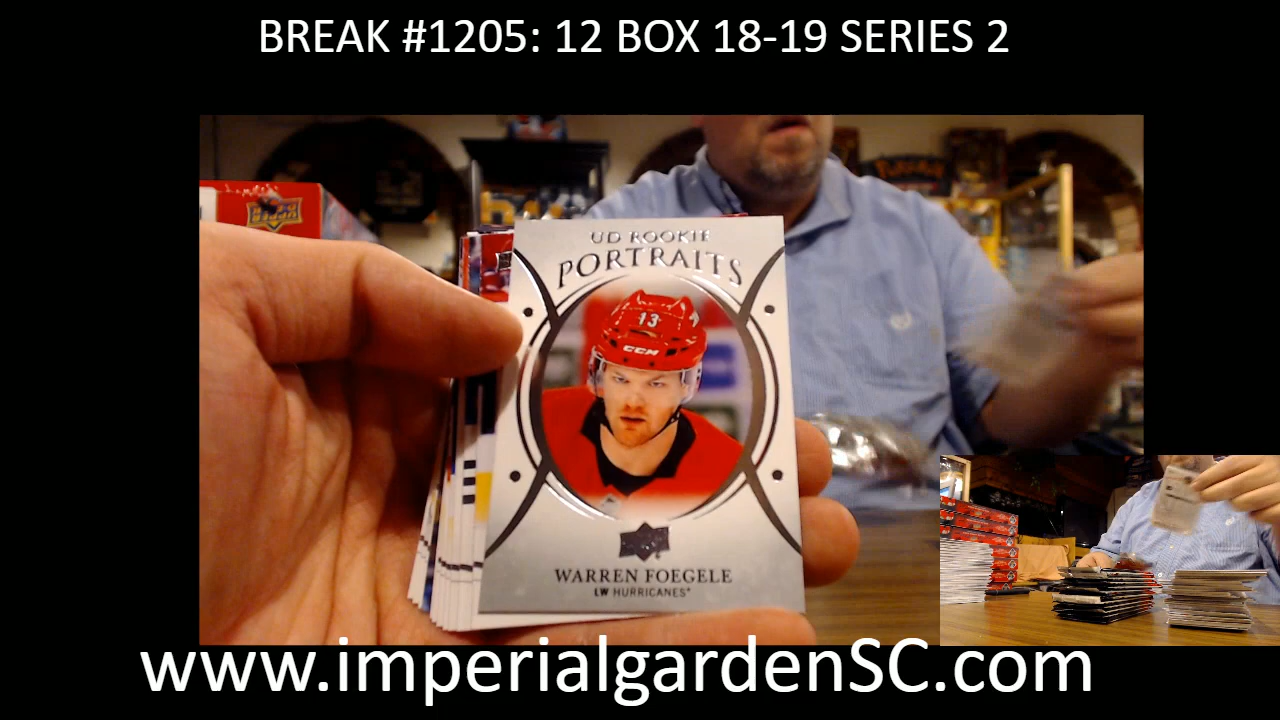 BREAK #1205: 12 BOX 18-19 SERIES 2
UD ROOKIE
PORTRAITS
13
CCM
WARREN FOEGELE
LW HURRICANES
www.imperialgardenSC.com